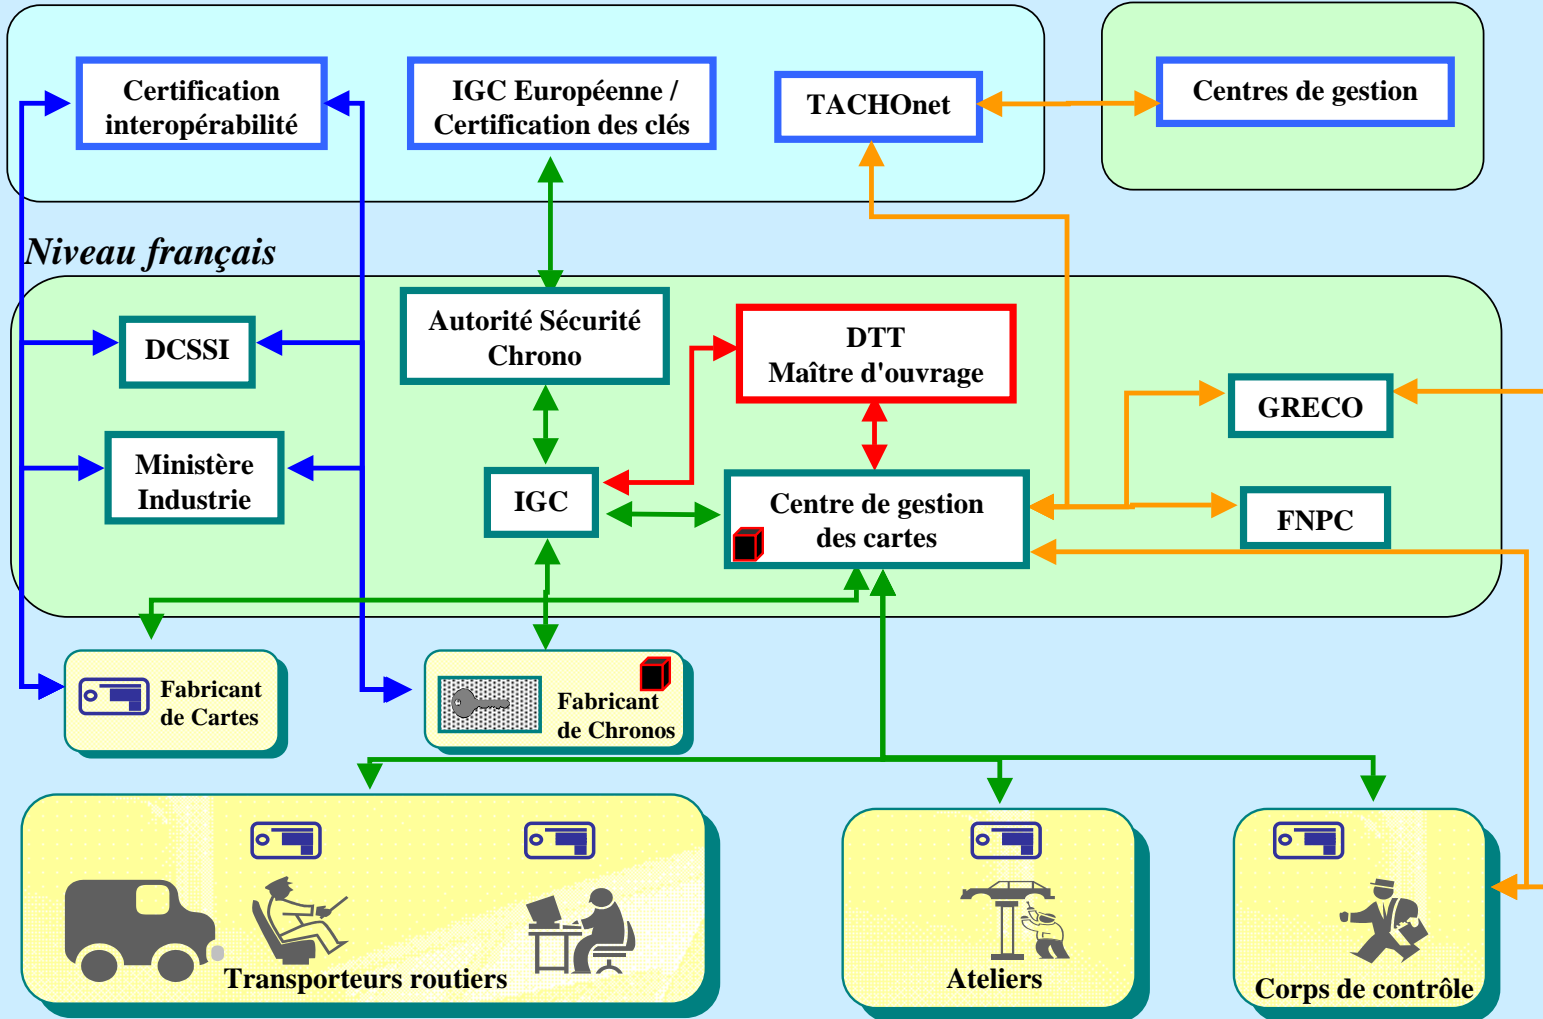 Certification
interopérabilité
IGC Européenne /
Certification des clés
TACHOnet
Centres de gestion
Niveau français
DCSSI
Autorité Sécurité
Chrono
DTT
Maître d'ouvrage
GRECO
Ministère
Industrie
IGC
Centre de gestion
des cartes
FNPC
Fabricant
de Cartes
Fabricant
de Chronos
Transporteurs routiers
Ateliers
Corps de contrôle